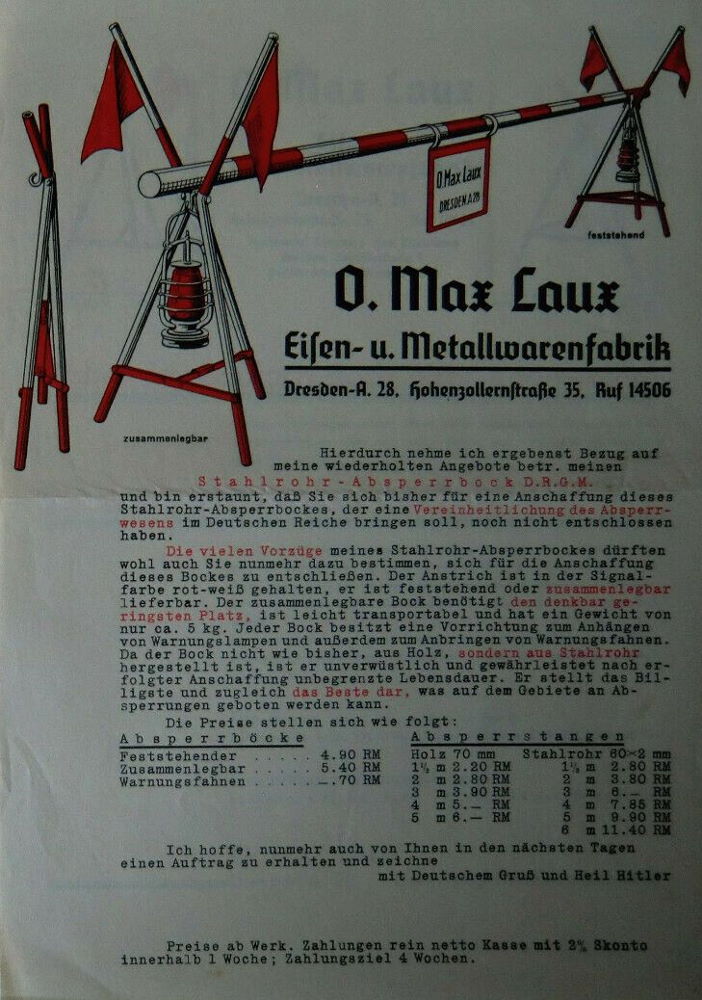 O. Max Laux
DRESDEN A 28
feststehend
O. Max Laux
Eiſen- u. Metallwarenfabrik
Dresden-A. 28, Hohenzollernſtraße 35, Ruf 14506
zusammenlegbar
Hierdurch nehme ich ergebenst Bezug auf
meine wiederholten Angebote betr. meinen
Stahlrohr-Absperrbock D.R.G.M.
und bin erstaunt, daß Sie sich bisher für eine Anschaffung dieses
Stahlrohr-Absperrbockes, der eine Vereinheitlichung des Absperr-
wesens im Deutschen Reiche bringen soll, noch nicht entschlossen
haben.
Die vielen Vorzüge meines Stahlrohr-Absperrbockes dürften
wohl auch Sie nunmehr dazu bestimmen, sich für die Anschaffung
dieses Bockes zu entschließen. Der Anstrich ist in der Signal-
farbe rot-weiß gehalten, er ist feststehend oder zusammenlegbar
lieferbar. Der zusammenlegbare Bock benötigt den denkbar ge-
ringsten Platz, ist leicht transportabel und hat ein Gewicht von
nur ca. 5 kg. Jeder Bock besitzt eine Vorrichtung zum Anhängen
von Warnungslampen und außerdem zum Anbringen von Warnungsfahnen.
Da der Bock nicht wie bisher, aus Holz, sondern aus Stahlrohr
hergestellt ist, ist er unverwüstlich und gewährleistet nach er-
folgter Anschaffung unbegrenzte Lebensdauer. Er stellt das Bil-
ligste und zugleich das Beste dar, was auf dem Gebiete an Ab-
sperrungen geboten werden kann.
Die Preise stellen sich wie folgt:
Absperrböcke
Feststehender . . . . . 4.90 RM
Zusammenlegbar . . . . . 5.40 RM
Warnungsfahnen . . . . . —.70 RM
Absperrstangen
Holz 70 mm Stahlrohr 60×2 mm
1½ m 2.20 RM 1½ m 2.80 RM
2 m 2.80 RM 2 m 3.80 RM
3 m 3.90 RM 3 m 6.— RM
4 m 5.— RM 4 m 7.85 RM
5 m 6.— RM 5 m 9.90 RM
6 m 11.40 RM
Ich hoffe, nunmehr auch von Ihnen in den nächsten Tagen
einen Auftrag zu erhalten und zeichne
mit Deutschem Gruß und Heil Hitler
Preise ab Werk. Zahlungen rein netto Kasse mit 2% Skonto
innerhalb 1 Woche; Zahlungsziel 4 Wochen.